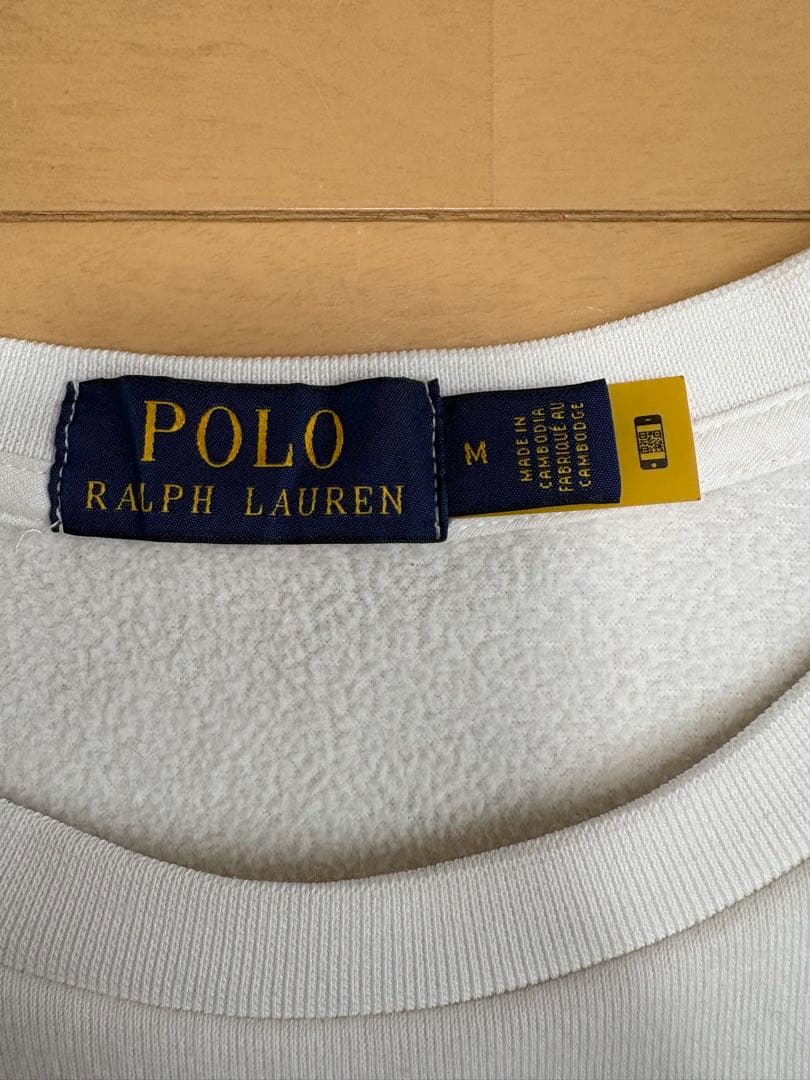 POLO
RALPH LAUREN
M
MADE IN
CAMBODIA
FABRIQUÉ AU
CAMBODGE